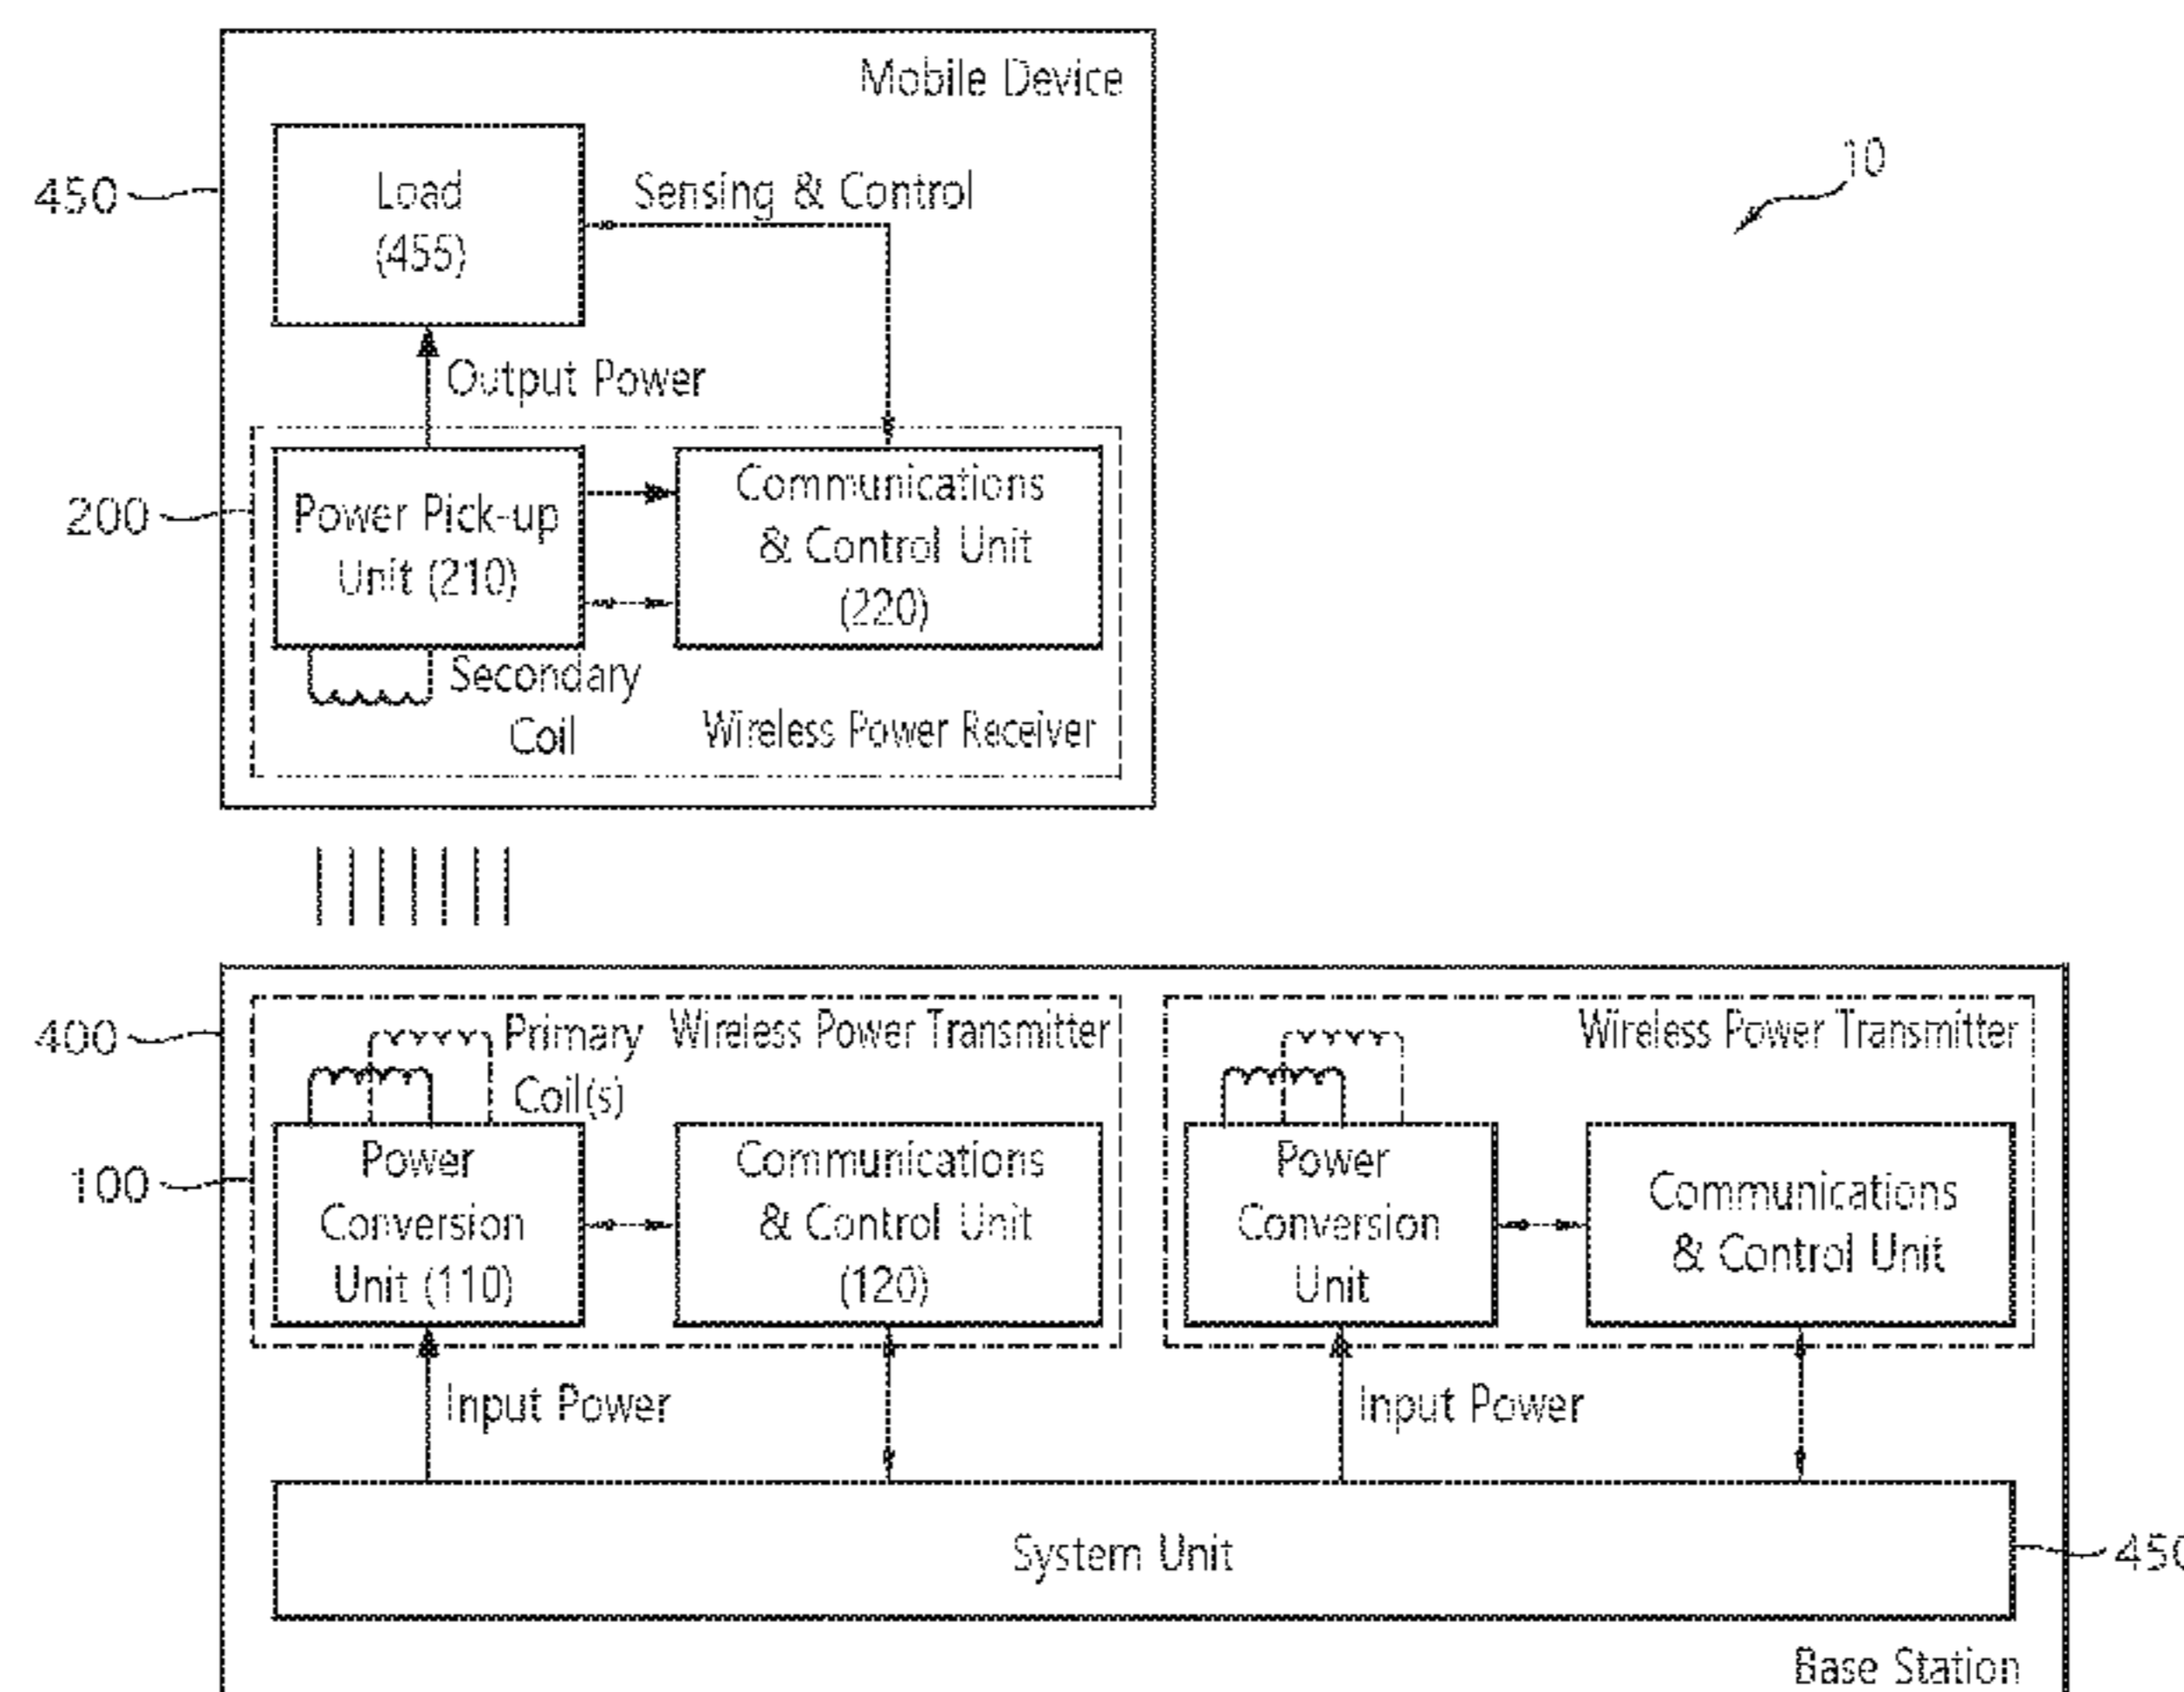 Mobile Device
10
450
Load
(455)
Sensing & Control
Output Power
200
Power Pick-up
Unit (210)
Communications
& Control Unit
(220)
Secondary
Coil
Wireless Power Receiver
400
Primary
Coil(s)
Wireless Power Transmitter
Wireless Power Transmitter
100
Power
Conversion
Unit (110)
Communications
& Control Unit
(120)
Power
Conversion
Unit
Communications
& Control Unit
Input Power
Input Power
System Unit
450
Base Station